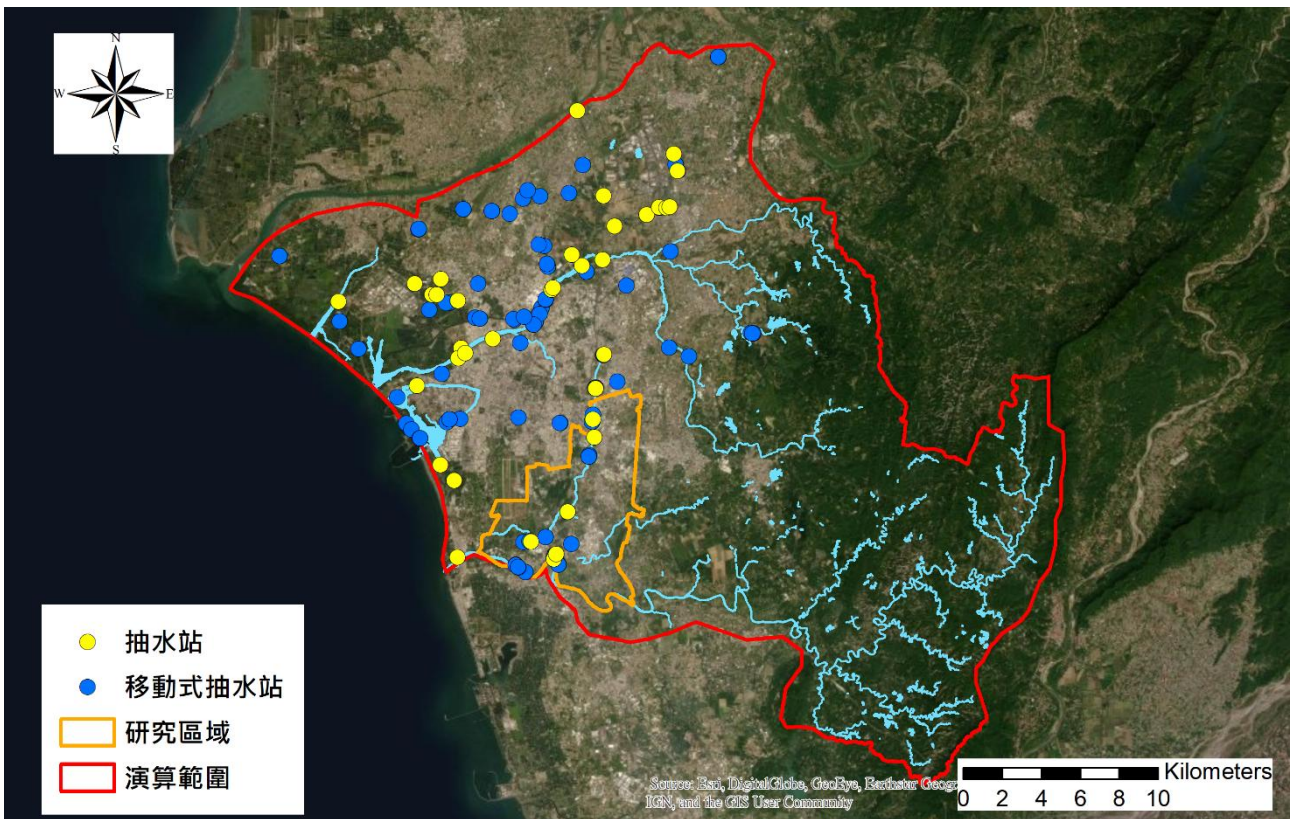 N
W E
S
抽水站
移動式抽水站
研究區域
演算範圍
Source: Esri, DigitalGlobe, GeoEye, Earthstar Geogr
IGN, and the GIS User Community
Kilometers
0 2 4 6 8 10